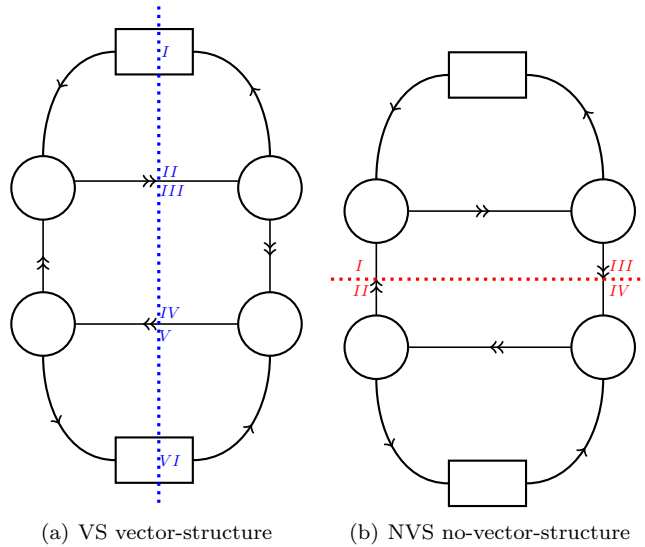 I
II
III
IV
V
VI
I
II
III
IV
(a) VS vector-structure
(b) NVS no-vector-structure